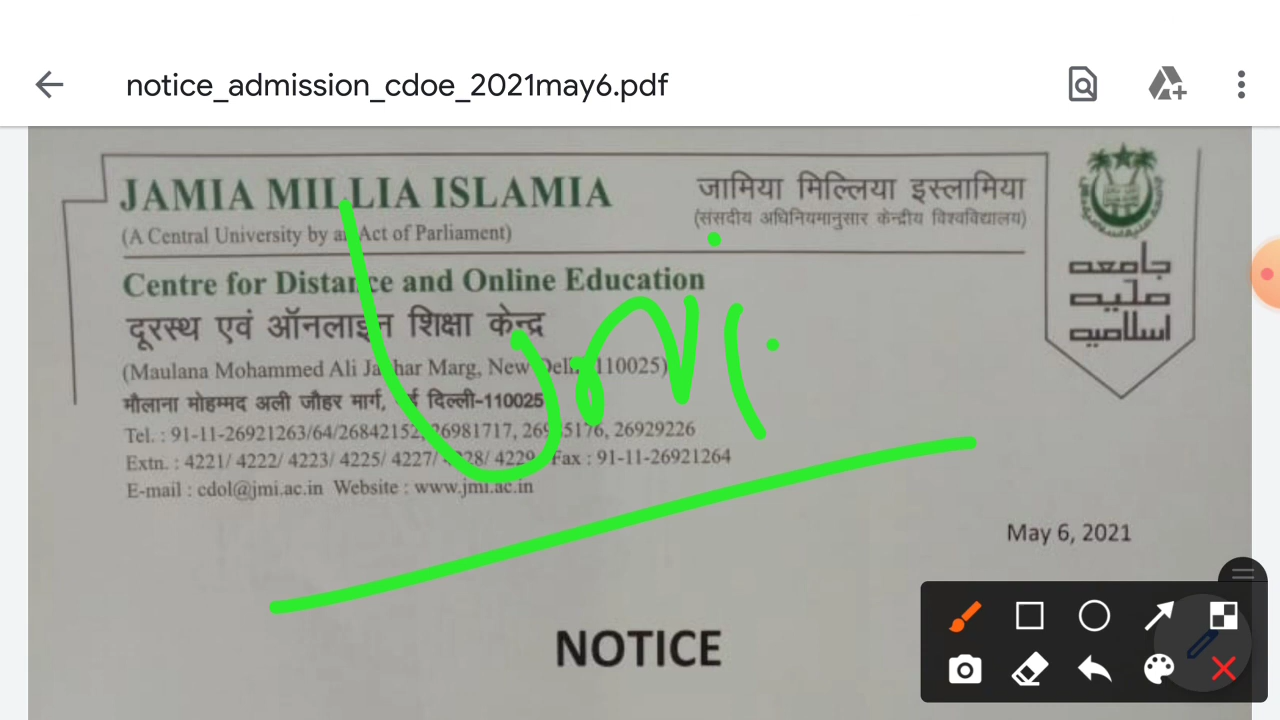 notice_admission_cdoe_2021may6.pdf
JAMIA MILLIA ISLAMIA
जामिया मिल्लिया इस्लामिया
(A Central University by an Act of Parliament)
(संसदीय अधिनियमानुसार केन्द्रीय विश्वविद्यालय)
Centre for Distance and Online Education
जامعه
مليه
اسلاميه
दूरस्थ एवं ऑनलाइन शिक्षा केन्द्र
(Maulana Mohammed Ali Jauhar Marg, New Delhi-110025)
मौलाना मोहम्मद अली जौहर मार्ग, नई दिल्ली-110025
Tel. : 91-11-26921263/64/26842152, 26981717, 26985176, 26929226
Extn. : 4221/ 4222/ 4223/ 4225/ 4227/ 4228/ 4229 Fax : 91-11-26921264
E-mail : cdol@jmi.ac.in Website : www.jmi.ac.in
May 6, 2021
NOTICE